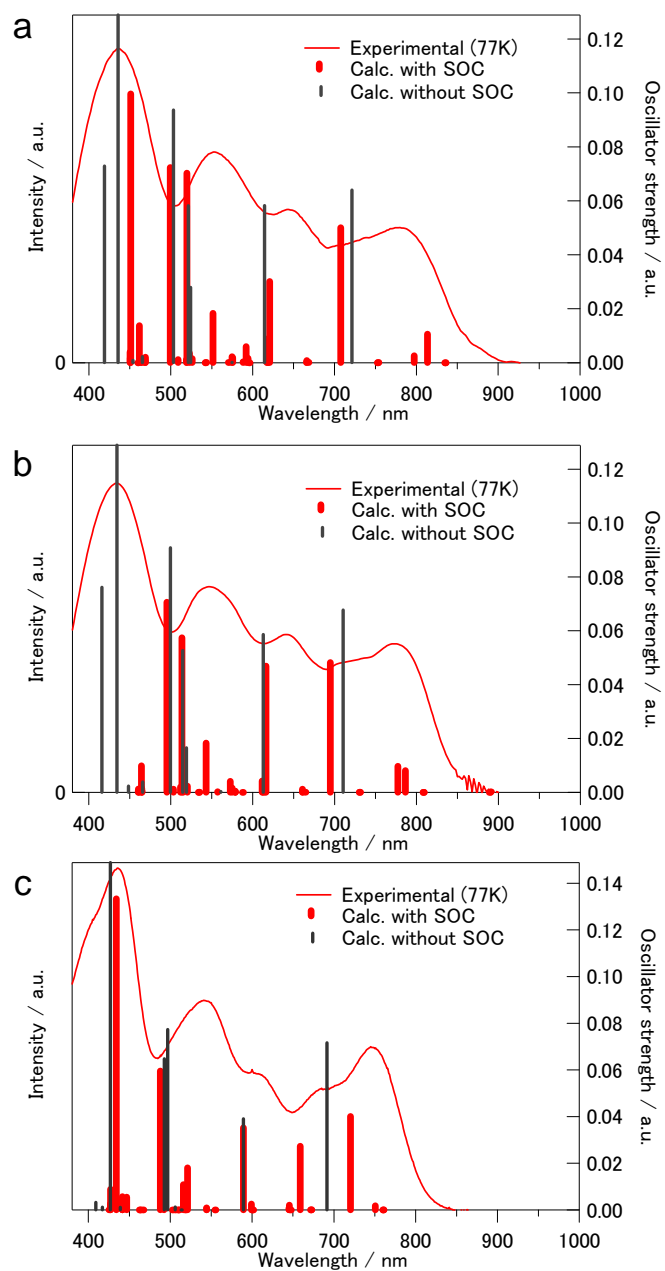 a
Experimental (77K)
Calc. with SOC
Calc. without SOC
Intensity / a.u.
Oscillator strength / a.u.
0
0.12
0.10
0.08
0.06
0.04
0.02
0.00
400 500 600 700 800 900 1000
Wavelength / nm
b
Experimental (77K)
Calc. with SOC
Calc. without SOC
Intensity / a.u.
Oscillator strength / a.u.
0
0.12
0.10
0.08
0.06
0.04
0.02
0.00
400 500 600 700 800 900 1000
Wavelength / nm
c
Experimental (77K)
Calc. with SOC
Calc. without SOC
Intensity / a.u.
Oscillator strength / a.u.
0
0.14
0.12
0.10
0.08
0.06
0.04
0.02
0.00
400 500 600 700 800 900 1000
Wavelength / nm